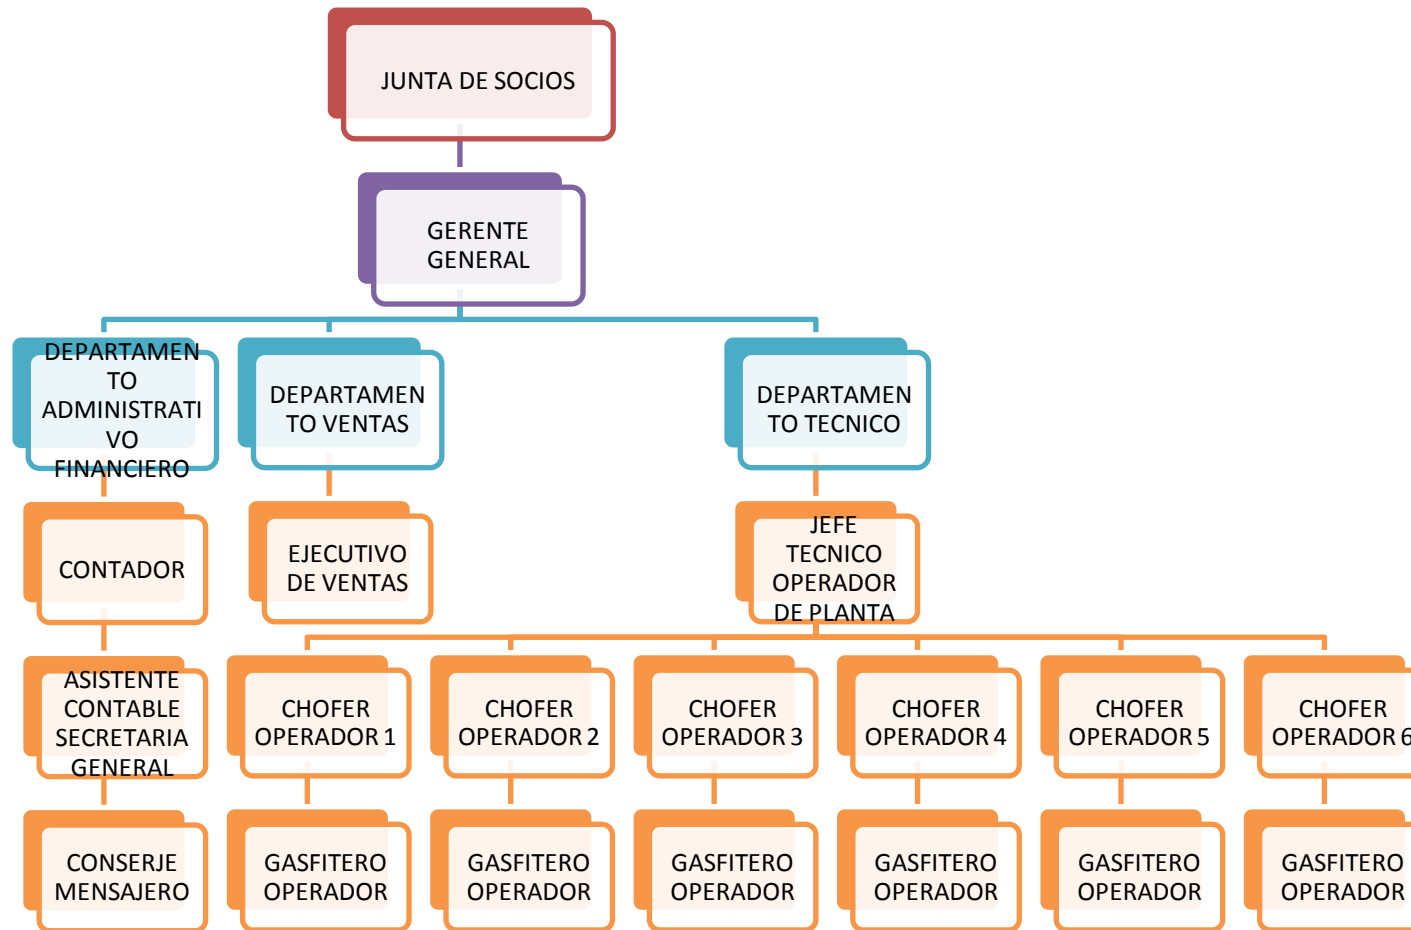 JUNTA DE SOCIOS
GERENTE
GENERAL
DEPARTAMEN
TO
ADMINISTRATI
VO
FINANCIERO
DEPARTAMEN
TO VENTAS
DEPARTAMEN
TO TECNICO
CONTADOR
EJECUTIVO
DE VENTAS
JEFE
TECNICO
OPERADOR
DE PLANTA
ASISTENTE
CONTABLE
SECRETARIA
GENERAL
CHOFER
OPERADOR 1
CHOFER
OPERADOR 2
CHOFER
OPERADOR 3
CHOFER
OPERADOR 4
CHOFER
OPERADOR 5
CHOFER
OPERADOR 6
CONSERJE
MENSAJERO
GASFITERO
OPERADOR
GASFITERO
OPERADOR
GASFITERO
OPERADOR
GASFITERO
OPERADOR
GASFITERO
OPERADOR
GASFITERO
OPERADOR